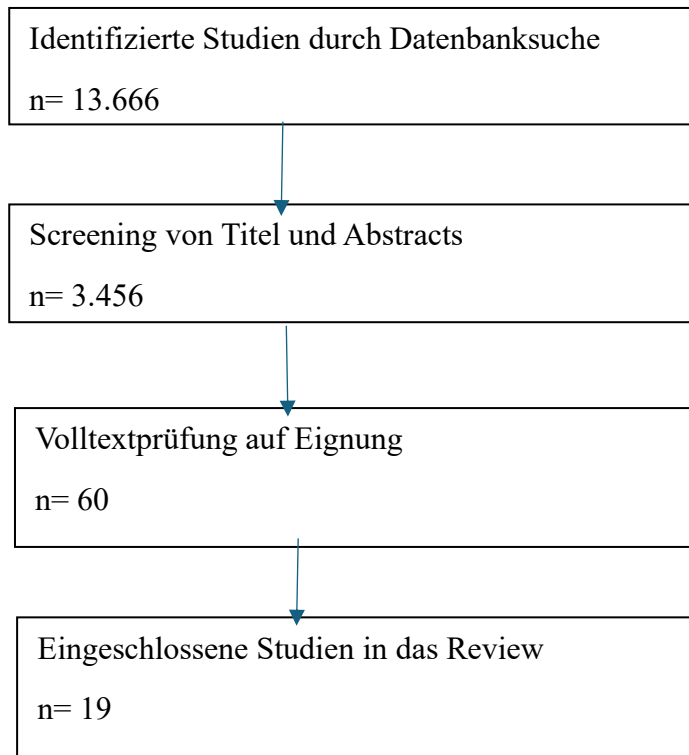 Identifizierte Studien durch Datenbanksuche
n= 13.666
Screening von Titel und Abstracts
n= 3.456
Volltextprüfung auf Eignung
n= 60
Eingeschlossene Studien in das Review
n= 19